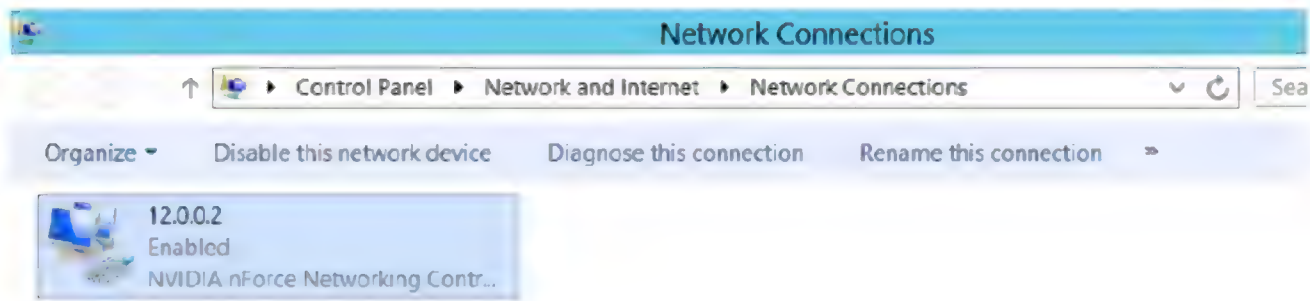 Network Connections
Control Panel Network and Internet Network Connections Sea
Organize Disable this network device Diagnose this connection Rename this connection »
12.0.0.2
Enabled
NVIDIA nForce Networking Contr...